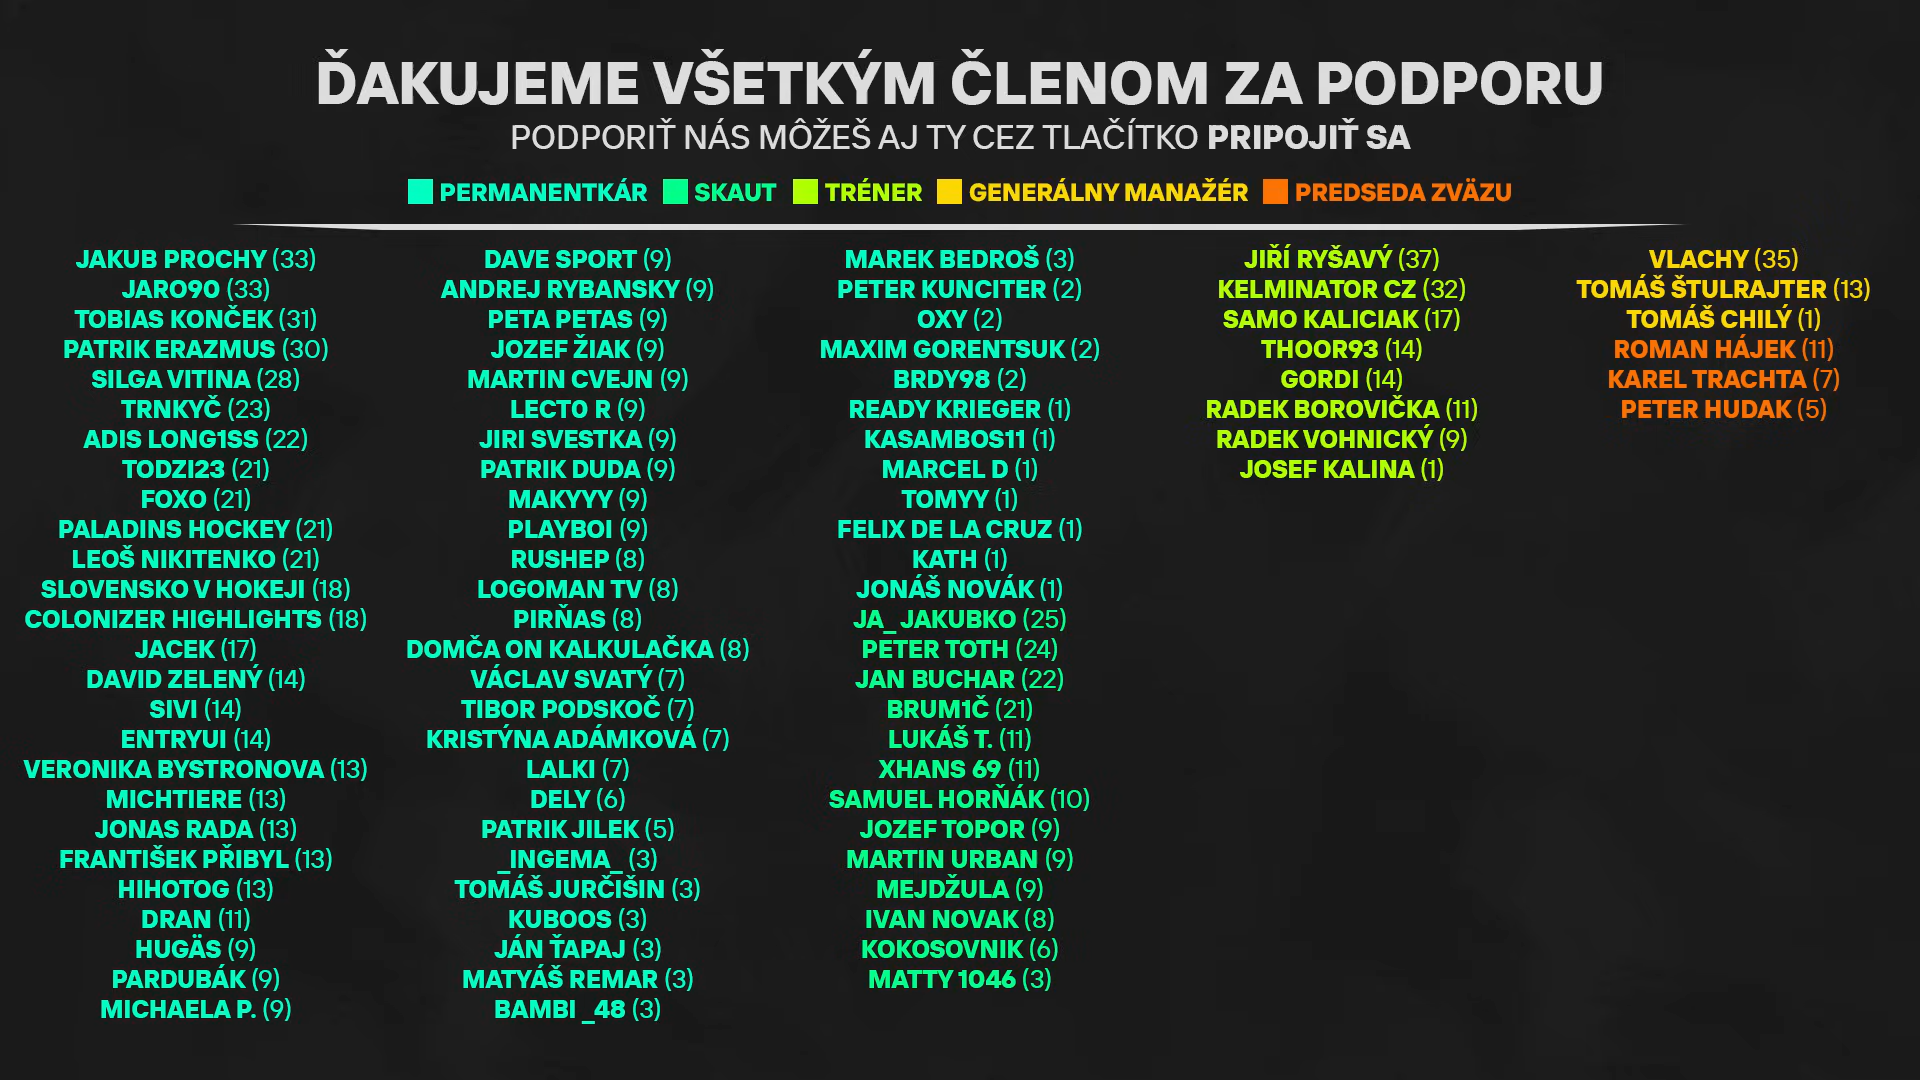 ĎAKUJEME VŠETKÝM ČLENOM ZA PODPORU
PODPORIŤ NÁS MÔŽEŠ AJ TY CEZ TLAČÍTKO PRIPOJIŤ SA
PERMANENTKÁR SKAUT TRÉNER GENERÁLNY MANAŽÉR PREDSEDA ZVÄZU
JAKUB PROCHY (33)
JARO90 (33)
TOBIAS KONČEK (31)
PATRIK ERAZMUS (30)
SILGA VITINA (28)
TRNKYČ (23)
ADIS LONG1SS (22)
TODZI23 (21)
FOXO (21)
PALADINS HOCKEY (21)
LEOŠ NIKITENKO (21)
SLOVENSKO V HOKEJI (18)
COLONIZER HIGHLIGHTS (18)
JACEK (17)
DAVID ZELENÝ (14)
SIVI (14)
ENTRYUI (14)
VERONIKA BYSTRONOVA (13)
MICHTIERE (13)
JONAS RADA (13)
FRANTIŠEK PŘIBYL (13)
HIHOTOG (13)
DRAN (11)
HUGÄS (9)
PARDUBÁK (9)
MICHAELA P. (9)
DAVE SPORT (9)
ANDREJ RYBANSKY (9)
PETA PETAS (9)
JOZEF ŽIAK (9)
MARTIN CVEJN (9)
LECTO R (9)
JIRI SVESTKA (9)
PATRIK DUDA (9)
MAKYYY (9)
PLAYBOI (9)
RUSHEP (8)
LOGOMAN TV (8)
PIRŇAS (8)
DOMČA ON KALKULAČKA (8)
VÁCLAV SVATÝ (7)
TIBOR PODSKOČ (7)
KRISTÝNA ADÁMKOVÁ (7)
LALKI (7)
DELY (6)
PATRIK JILEK (5)
_INGEMA_ (3)
TOMÁŠ JURČIŠIN (3)
KUBOOS (3)
JÁN ŤAPAJ (3)
MATYÁŠ REMAR (3)
BAMBI _48 (3)
MAREK BEDROŠ (3)
PETER KUNCITER (2)
OXY (2)
MAXIM GORENTSUK (2)
BRDY98 (2)
READY KRIEGER (1)
KASAMBOS11 (1)
MARCEL D (1)
TOMYY (1)
FELIX DE LA CRUZ (1)
KATH (1)
JONÁŠ NOVÁK (1)
JA_JAKUBKO (25)
PETER TOTH (24)
JAN BUCHAR (22)
BRUM1Č (21)
LUKÁŠ T. (11)
XHANS 69 (11)
SAMUEL HORŇÁK (10)
JOZEF TOPOR (9)
MARTIN URBAN (9)
MEJDŽULA (9)
IVAN NOVAK (8)
KOKOSOVNIK (6)
MATTY 1046 (3)
JIŘÍ RYŠAVÝ (37)
KELMINATOR CZ (32)
SAMO KALICIAK (17)
THOOR93 (14)
GORDI (14)
RADEK BOROVIČKA (11)
RADEK VOHNICKÝ (9)
JOSEF KALINA (1)
VLACHY (35)
TOMÁŠ ŠTULRAJTER (13)
TOMÁŠ CHILÝ (1)
ROMAN HÁJEK (11)
KAREL TRACHTA (7)
PETER HUDAK (5)